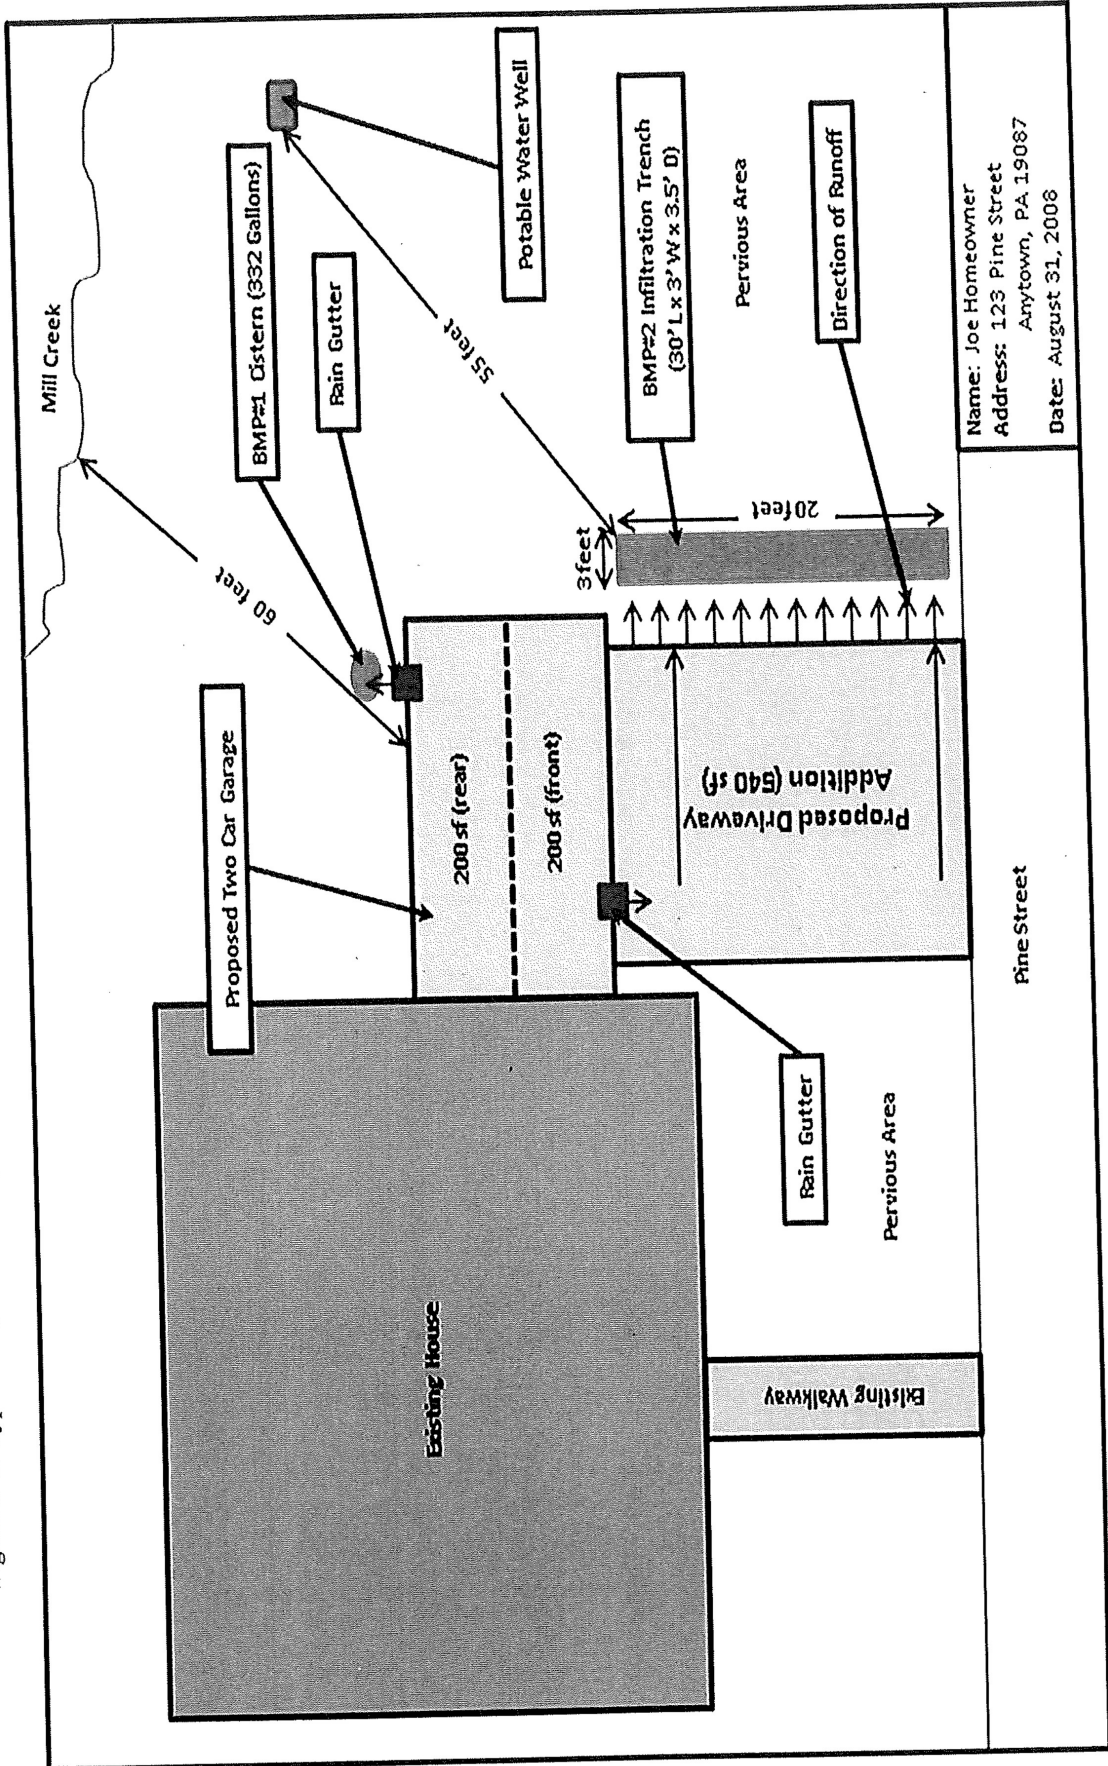 Mill Creek
60 feet
BMP#1 Cistern (332 Gallons)
Rain Gutter
Potable Water Well
55 feet
Proposed Two Car Garage
200 sf (rear)
200 sf (front)
3 feet
20 feet
BMP#2 Infiltration Trench
(30' L x 3' W x 3.5' D)
Pervious Area
Direction of Runoff
Existing House
Rain Gutter
Proposed Driveway
Addition (540 sf)
Pervious Area
Existing Walkway
Pine Street
Name: Joe Homeowner
Address: 123 Pine Street
Anytown, PA 19087
Date: August 31, 2008